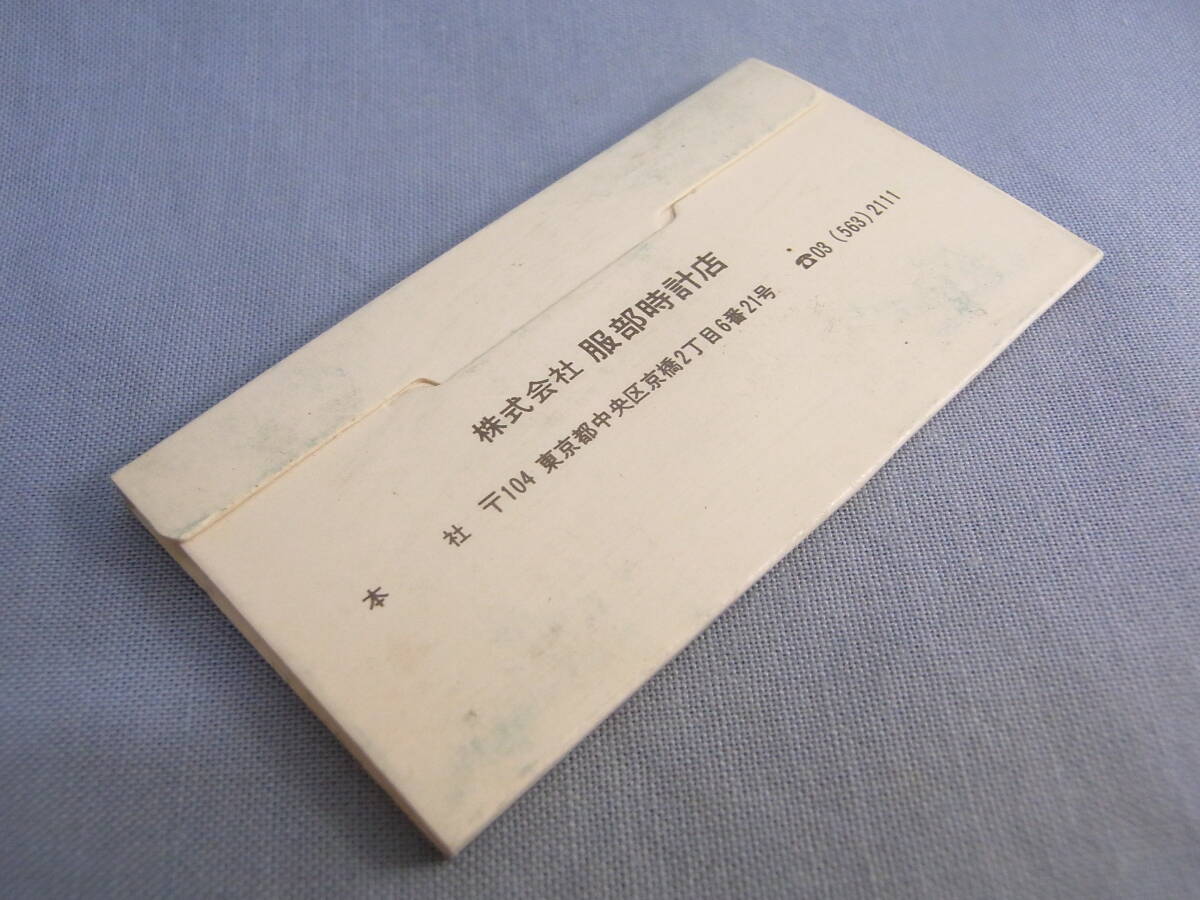 株式会社 服部時計店
本 社 〒104 東京都中央区京橋2丁目6番21号 ☎03 (563)2111